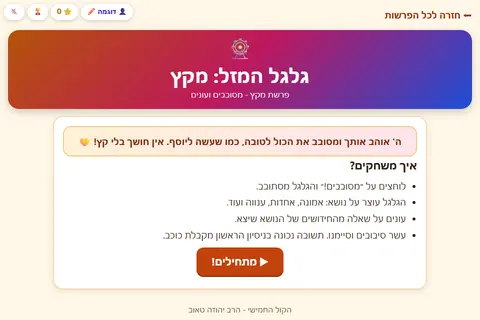 ← חזרה לכל הפרשות
👤 דוגמה ✏️
⭐ 0
גלגל המזל: מקץ
פרשת מקץ - מסובבים ועונים
ה' אוהב אותך ומסובב את הכול לטובה, כמו שעשה ליוסף. אין חושך בלי קץ! 💛
איך משחקים?
לוחצים על "מסובבים!" והגלגל מסתובב.
הגלגל עוצר על נושא: אמונה, אחדות, ענווה ועוד.
עונים על שאלה מהחידושים של הנושא שיצא.
עשר סיבובים וסיימנו. תשובה נכונה בניסיון הראשון מקבלת כוכב.
▶ מתחילים!
הקול החמישי - הרב יהודה טאוב